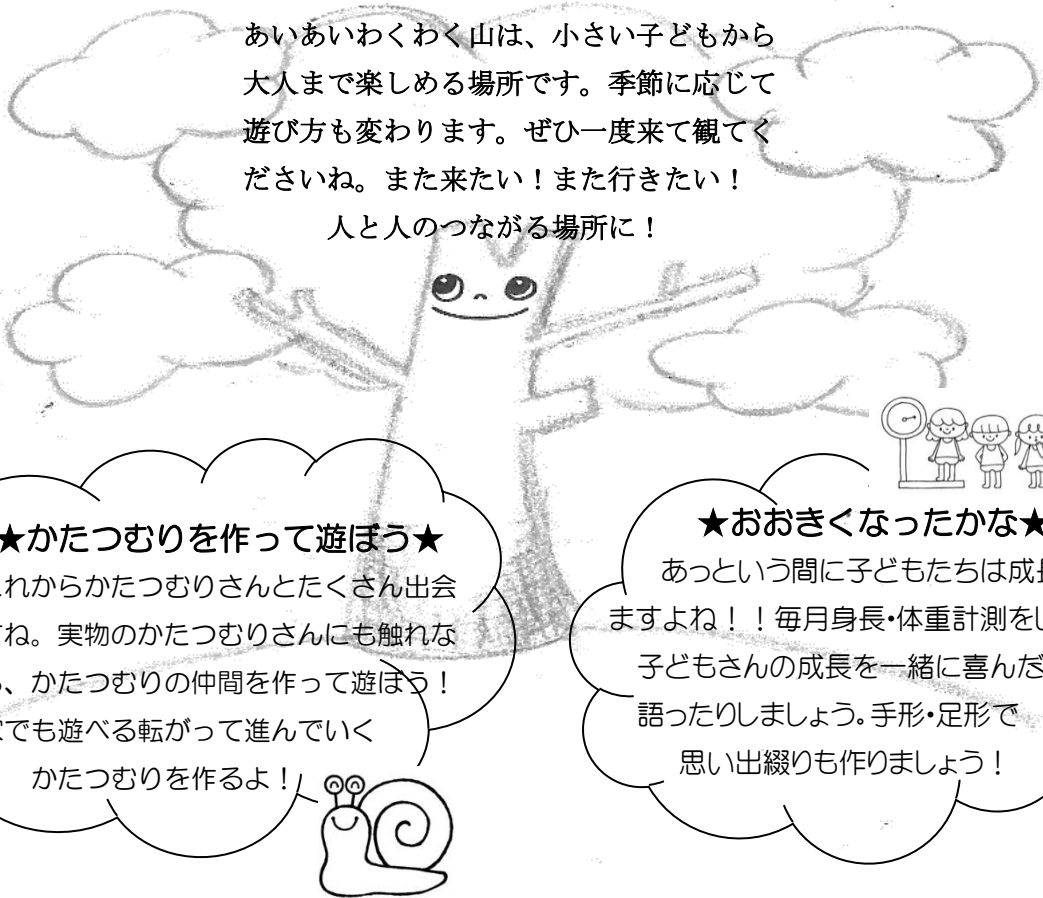 あいあいわくわく山は、小さい子どもから
大人まで楽しめる場所です。季節に応じて
遊び方も変わります。ぜひ一度来て観てく
ださいね。また来たい！また行きたい！
人と人のつながる場所に！
★かたつむりを作って遊ぼう★
れからかたつむりさんとたくさん出会
ね。実物のかたつむりさんにも触れな
、かたつむりの仲間を作って遊ぼう！
でも遊べる転がって進んでいく
かたつむりを作るよ！
★おおきくなったかな★
あっという間に子どもたちは成長
ますよね！！毎月身長・体重計測をし
子どもさんの成長を一緒に喜んだ
語ったりしましょう。手形・足形で
思い出綴りも作りましょう！